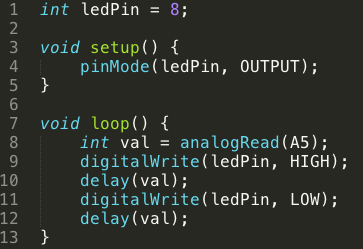 1 int ledPin = 8;
2
3 void setup() {
4     pinMode(ledPin, OUTPUT);
5 }
6
7 void loop() {
8     int val = analogRead(A5);
9     digitalWrite(ledPin, HIGH);
10     delay(val);
11     digitalWrite(ledPin, LOW);
12     delay(val);
13 }